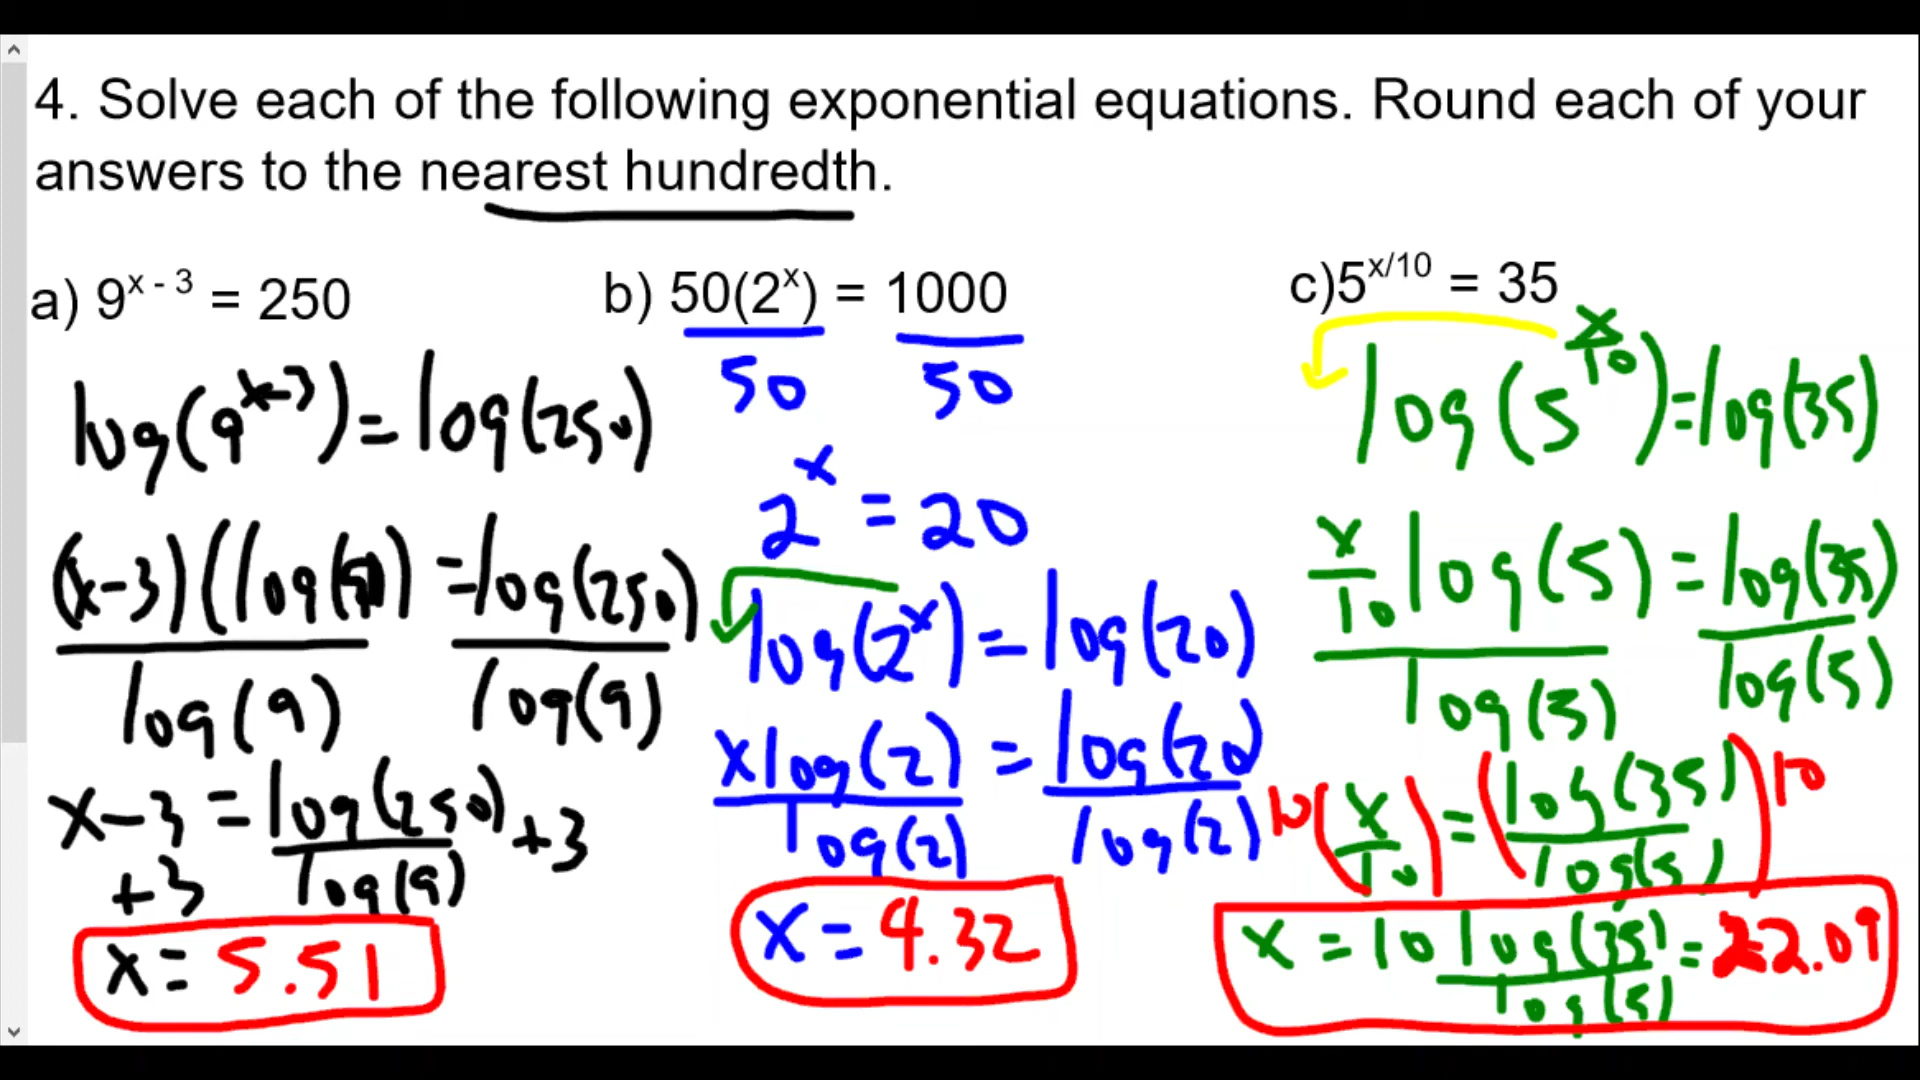 4. Solve each of the following exponential equations. Round each of your
answers to the nearest hundredth.
a) 9^(x - 3) = 250
log(9^(x-3)) = log(250)
(x-3)(log( ) = log(250)
log(9) log(9)
x-3 = log(250) +3
+3 log(9)
x = 5.51
b) 50(2^x) = 1000
50 50
2^x = 20
log(2^x) = log(20)
x log(2) = log(20)
log(2) log(2)
x = 4.32
c)5^(x/10) = 35
log(5^(x/10)) = log(35)
x/10 log(5) = log(35)
log(5) log(5)
10(x/10) = (log(35)/log(5))10
x = 10 log(35)/log(5) = 22.09